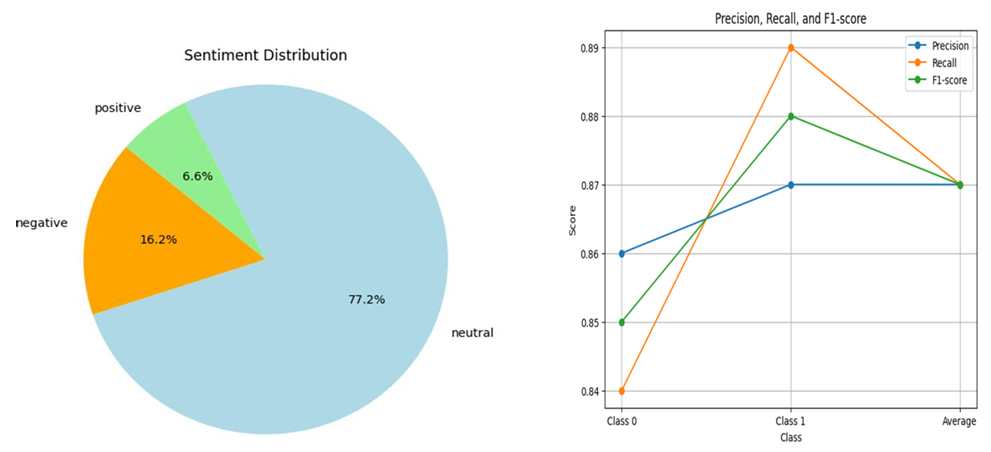 Sentiment Distribution
positive
6.6%
negative
16.2%
77.2%
neutral
Precision, Recall, and F1-score
Precision
Recall
F1-score
0.89
0.88
0.87
0.86
0.85
0.84
Score
Class 0
Class 1
Average
Class